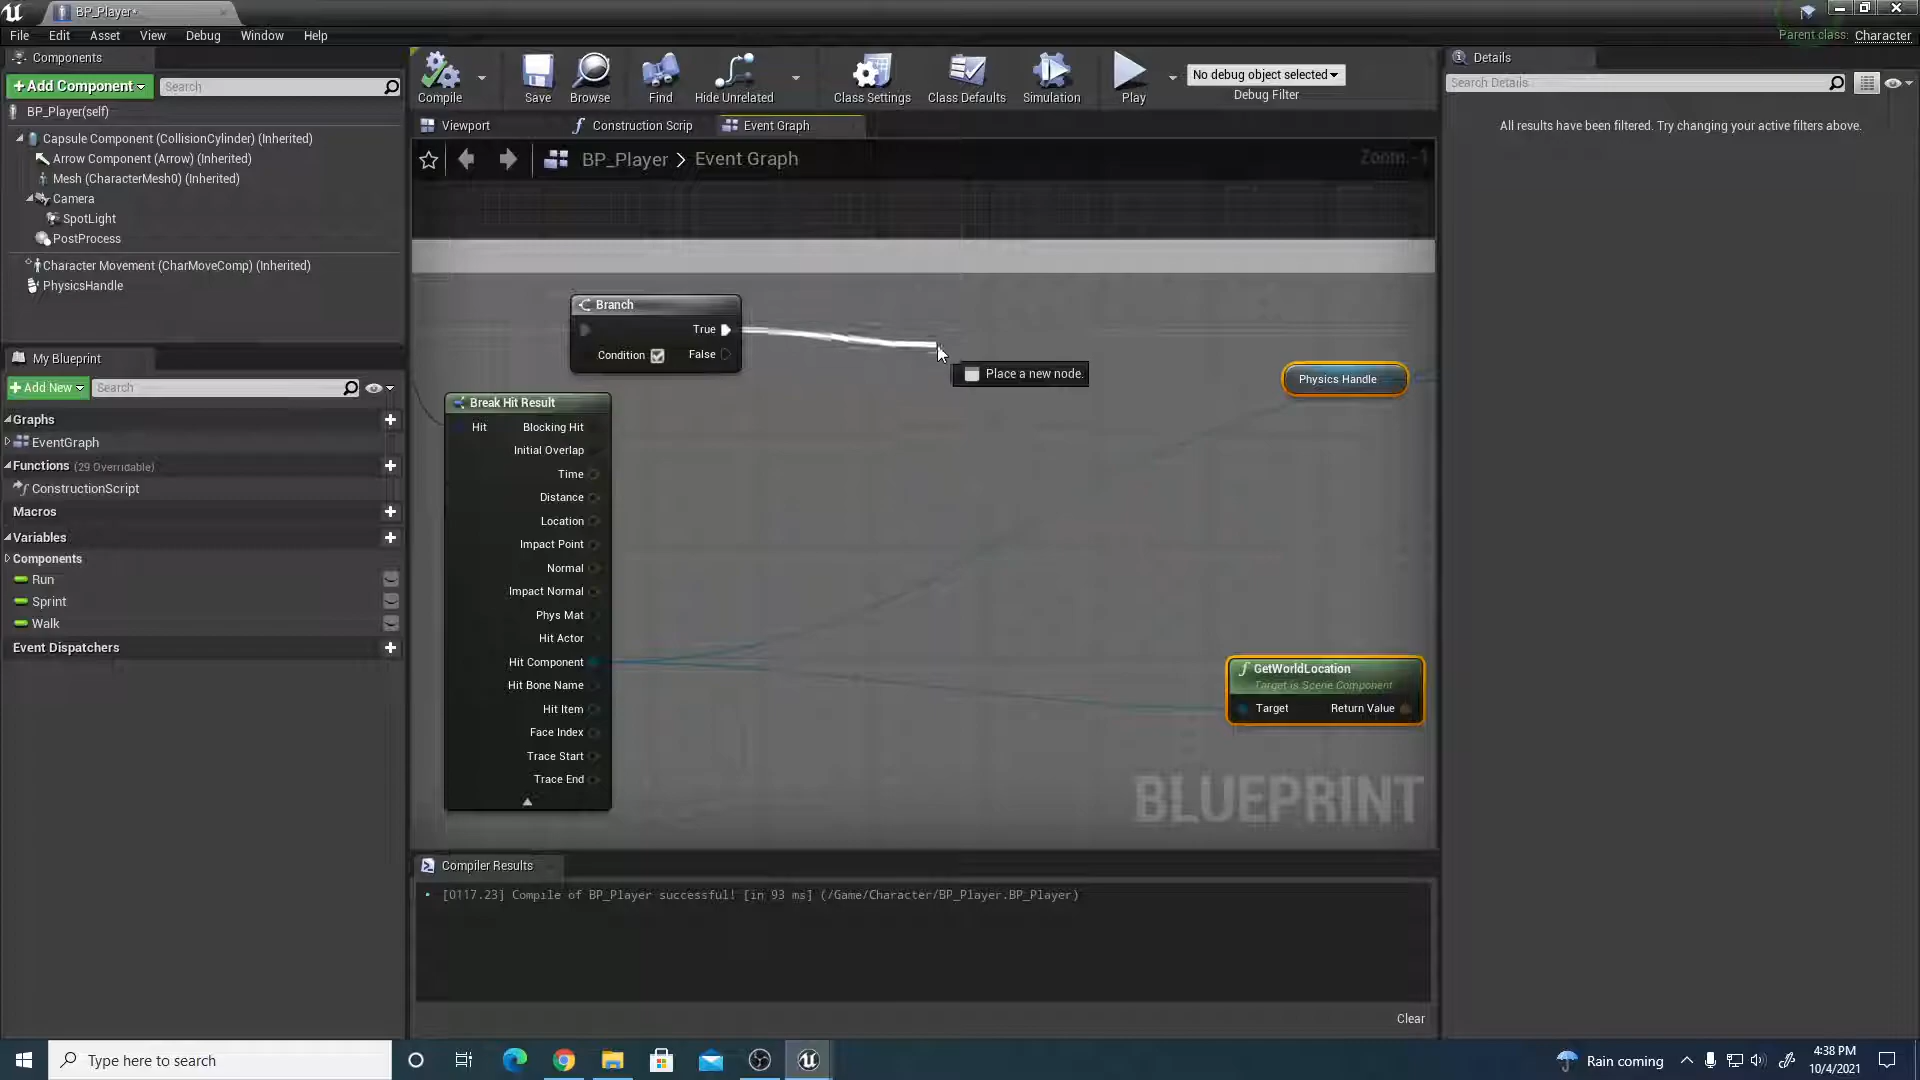 BP_Player*
File Edit Asset View Debug Window Help
Parent class: Character
Components
+Add Component
Search
BP_Player(self)
Capsule Component (CollisionCylinder) (Inherited)
Arrow Component (Arrow) (Inherited)
Mesh (CharacterMesh0) (Inherited)
Camera
SpotLight
PostProcess
Character Movement (CharMoveComp) (Inherited)
PhysicsHandle
My Blueprint
+Add New
Search
Graphs
EventGraph
Functions (29 Overridable)
ConstructionScript
Macros
Variables
Components
Run
Sprint
Walk
Event Dispatchers
Compile
Save
Browse
Find
Hide Unrelated
Class Settings
Class Defaults
Simulation
Play
No debug object selected
Debug Filter
Viewport
Construction Scrip
Event Graph
BP_Player > Event Graph
Zoom -1
Branch
True
Condition
False
Place a new node.
Physics Handle
Break Hit Result
Hit
Blocking Hit
Initial Overlap
Time
Distance
Location
Impact Point
Normal
Impact Normal
Phys Mat
Hit Actor
Hit Component
Hit Bone Name
Hit Item
Face Index
Trace Start
Trace End
GetWorldLocation
Target is Scene Component
Target
Return Value
BLUEPRINT
Compiler Results
[0117.23] Compile of BP_Player successful! [in 93 ms] (/Game/Character/BP_Player.BP_Player)
Clear
Details
Search Details
All results have been filtered. Try changing your active filters above.
Type here to search
Rain coming
4:38 PM
10/4/2021